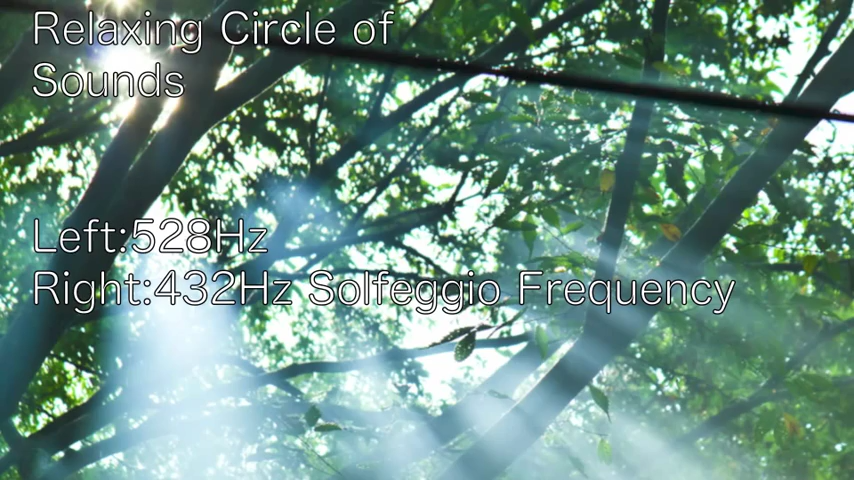 Relaxing Circle of
Sounds
Left:528Hz
Right:432Hz Solfeggio Frequency